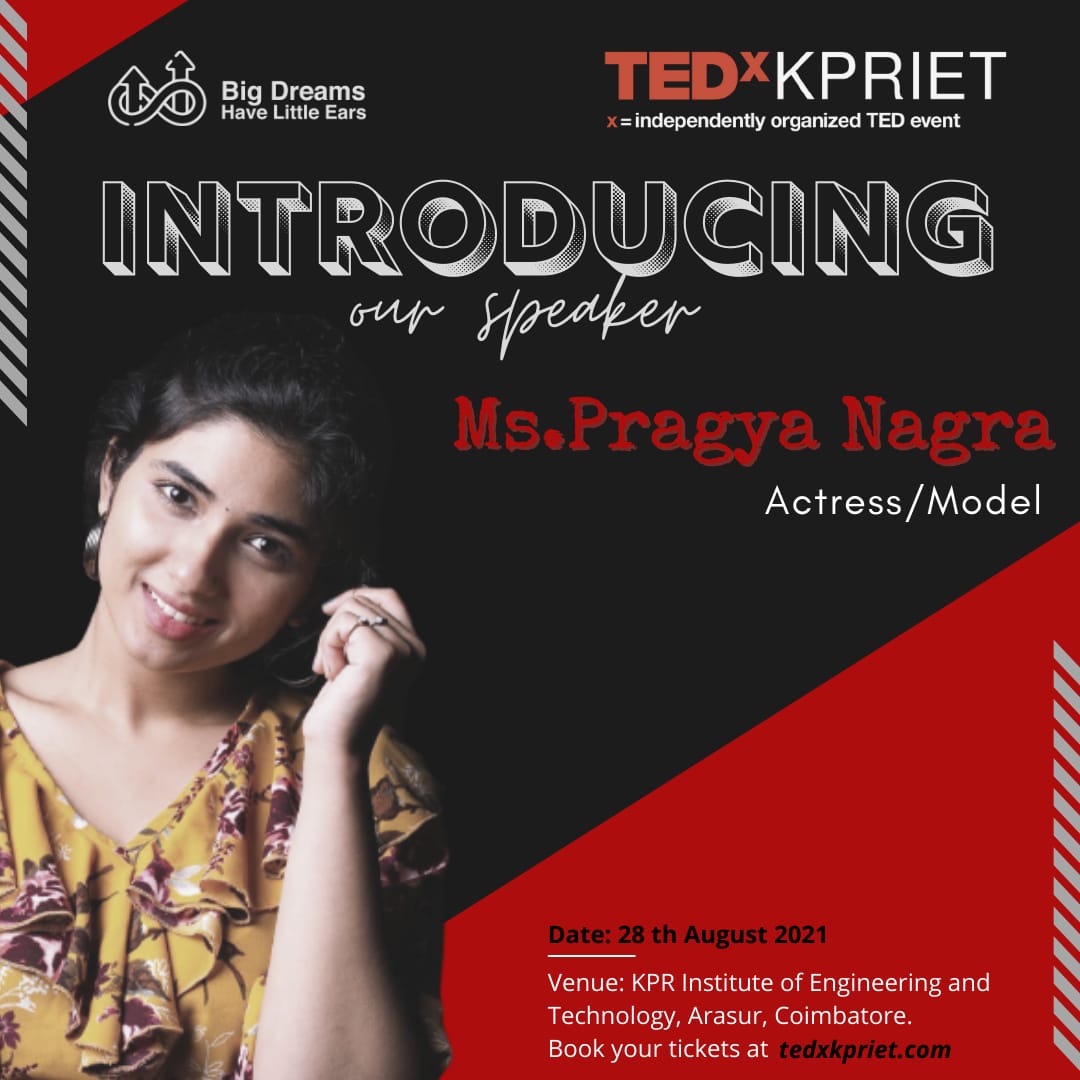 Big Dreams
Have Little Ears
TEDxKPRIET
x = independently organized TED event
INTRODUCING
our speaker
Ms.Pragya Nagra
Actress/Model
Date: 28 th August 2021
Venue: KPR Institute of Engineering and
Technology, Arasur, Coimbatore.
Book your tickets at tedxkpriet.com